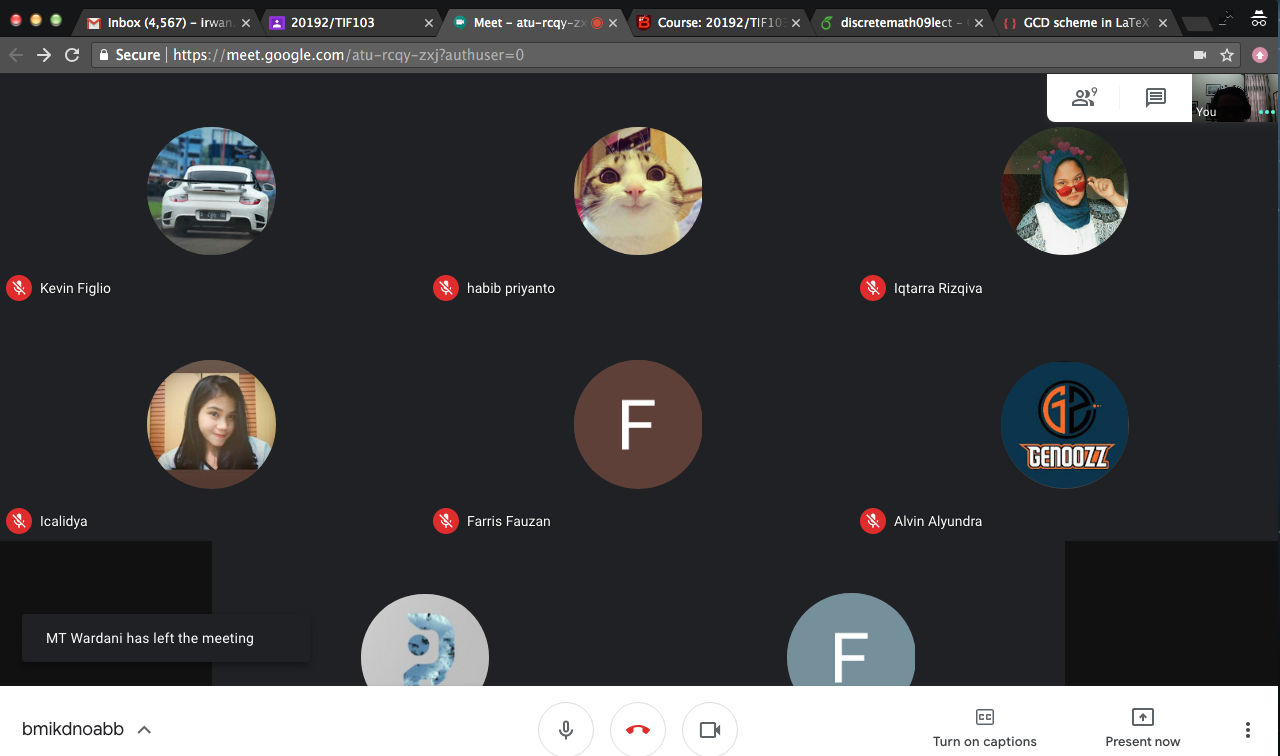 Inbox (4,567) – irwan.
20192/TIF103
Meet – atu-rcqy-zx
Course: 20192/TIF103
discretemath09lect –
GCD scheme in LaTeX
Secure | https://meet.google.com/atu-rcqy-zxj?authuser=0
9
You
Kevin Figlio
habib priyanto
Iqtarra Rizqiva
F
GENOOZZ
Icalidya
Farris Fauzan
Alvin Alyundra
F
MT Wardani has left the meeting
bmikdnoabb
Turn on captions
Present now